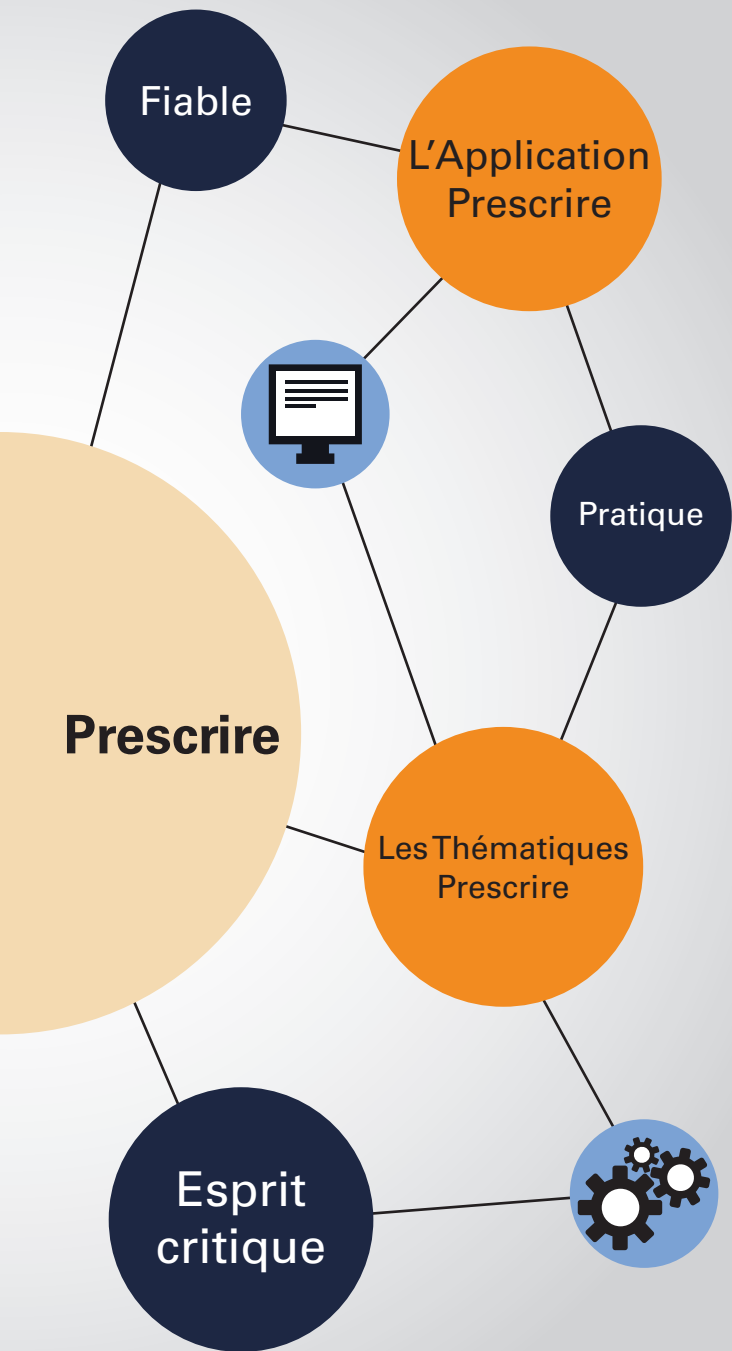 Fiable
L'Application
Prescrire
Pratique
Prescrire
Les Thématiques
Prescrire
Esprit
critique